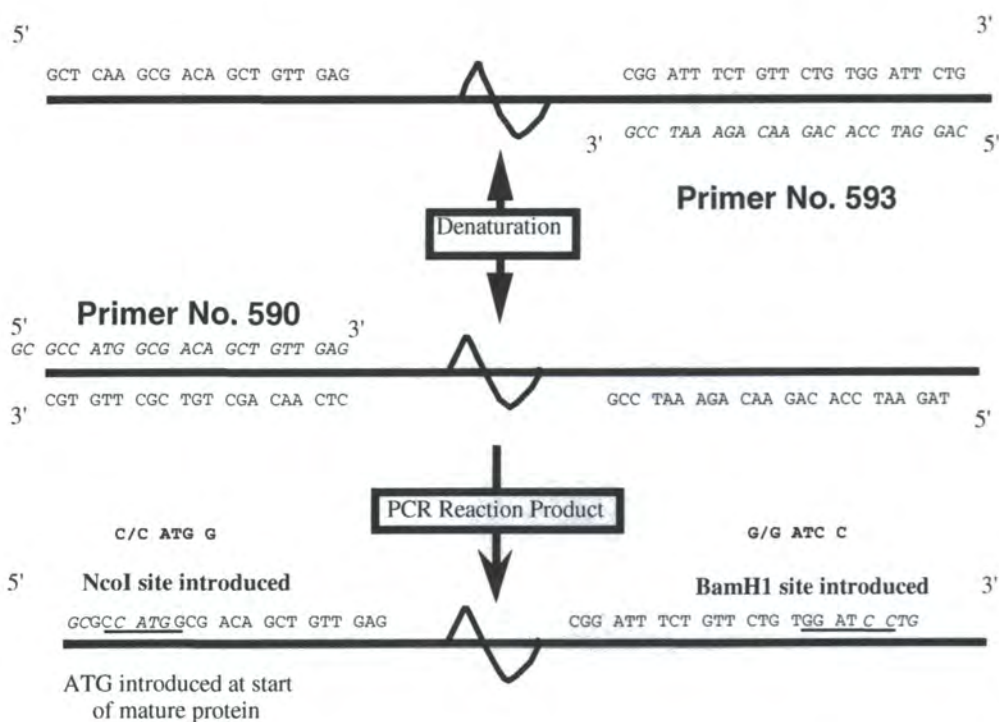 5' 3'
GCT CAA GCG ACA GCT GTT GAG CGG ATT TCT GTT CTG TGG ATT CTG
3' GCC TAA AGA CAA GAC ACC TAG GAC 5'
Primer No. 593
Denaturation
Primer No. 590
5' 3'
GC GCC ATG GCG ACA GCT GTT GAG
CGT GTT CGC TGT CGA CAA CTC GCC TAA AGA CAA GAC ACC TAA GAT
3' 5'
PCR Reaction Product
C/C ATG G G/G ATC C
5' NcoI site introduced BamH1 site introduced 3'
GCGCC ATGGCG ACA GCT GTT GAG CGG ATT TCT GTT CTG TGG ATC CTG
ATG introduced at start
of mature protein